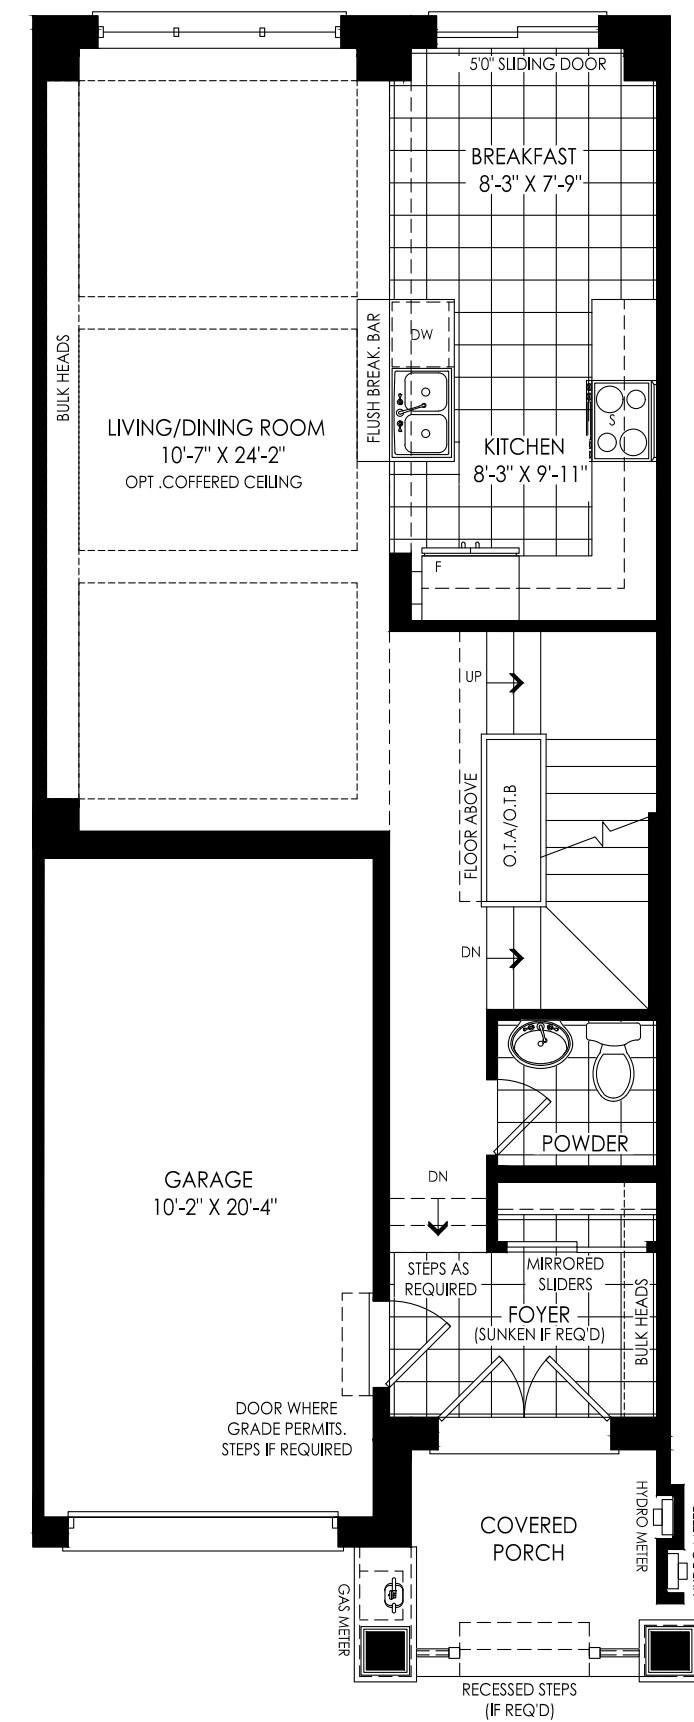 5'0" SLIDING DOOR
BREAKFAST
8'-3" X 7'-9"
BULK HEADS
FLUSH BREAK. BAR
DW
LIVING/DINING ROOM
10'-7" X 24'-2"
OPT .COFFERED CEILING
S
KITCHEN
8'-3" X 9'-11"
F
UP
FLOOR ABOVE
O.T.A/O.T.B
DN
POWDER
GARAGE
10'-2" X 20'-4"
DN
STEPS AS
REQUIRED
MIRRORED
SLIDERS
FOYER
(SUNKEN IF REQ'D)
BULK HEADS
DOOR WHERE
GRADE PERMITS.
STEPS IF REQUIRED
COVERED
PORCH
HYDRO METER
GAS METER
RECESSED STEPS
(IF REQ'D)